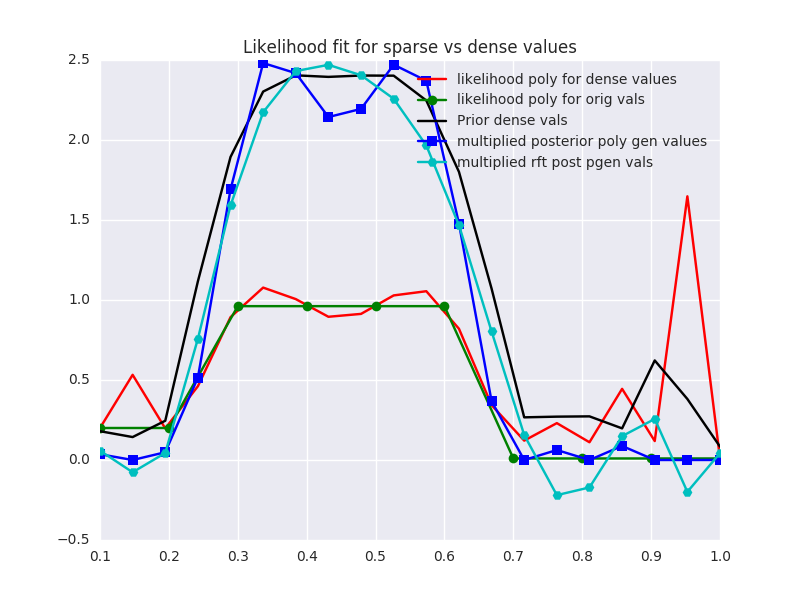 Likelihood fit for sparse vs dense values
likelihood poly for dense values
likelihood poly for orig vals
Prior dense vals
multiplied posterior poly gen values
multiplied rft post pgen vals
2.5
2.0
1.5
1.0
0.5
0.0
−0.5
0.1 0.2 0.3 0.4 0.5 0.6 0.7 0.8 0.9 1.0